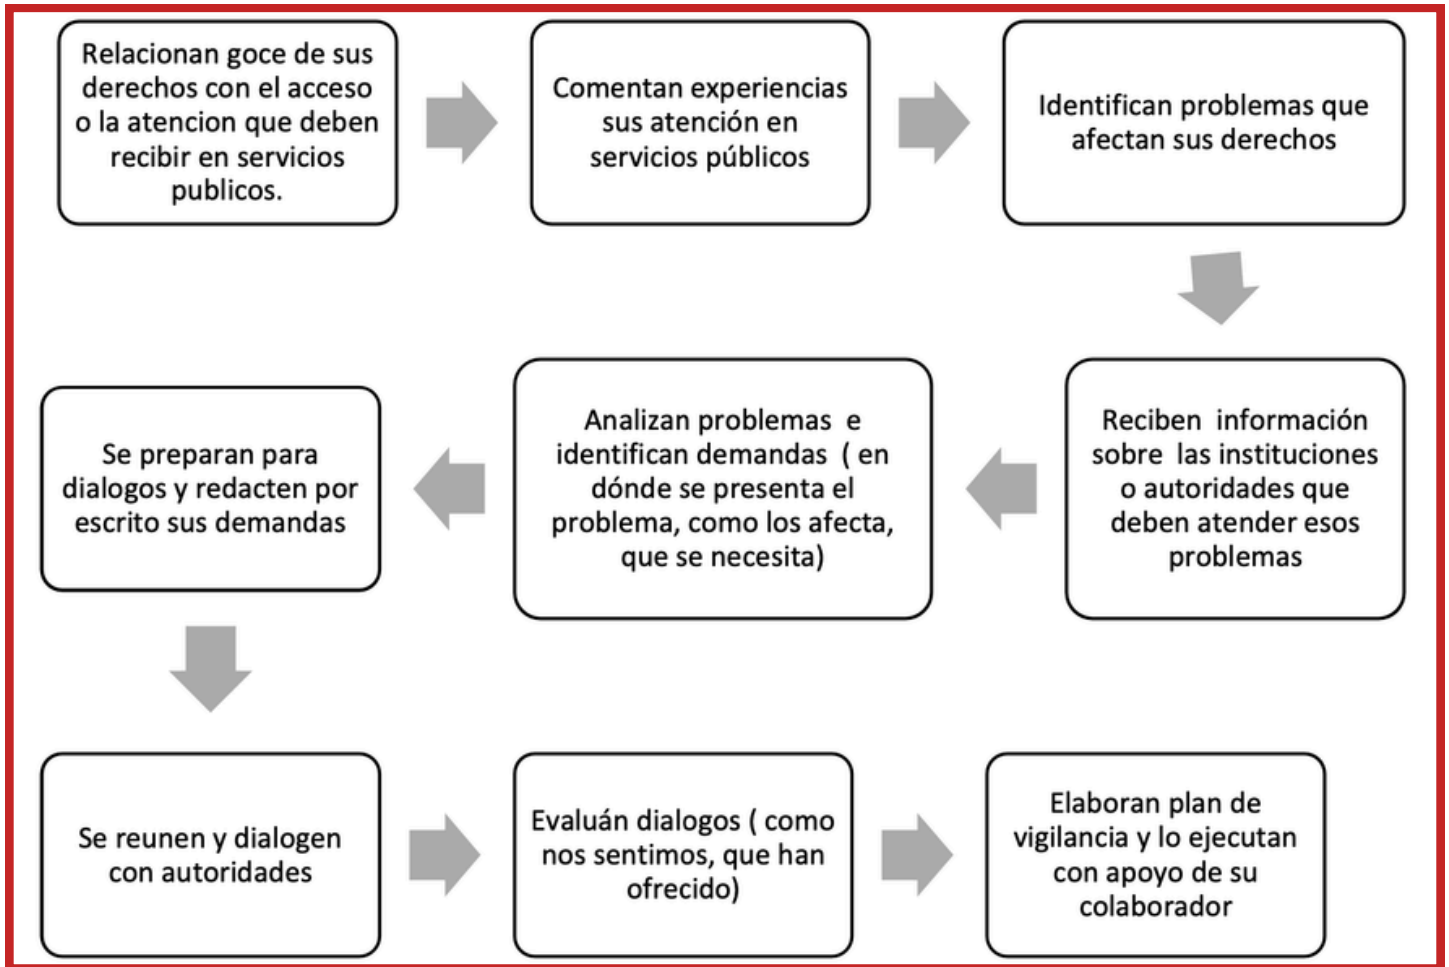 Relacionan goce de sus
derechos con el acceso
o la atencion que deben
recibir en servicios
publicos.
Comentan experiencias
sus atención en
servicios públicos
Identifican problemas que
afectan sus derechos
Reciben  información
sobre  las instituciones
o autoridades que
deben atender esos
problemas
Analizan problemas  e
identifican demandas  ( en
dónde se presenta el
problema, como los afecta,
que se necesita)
Se preparan para
dialogos y redacten por
escrito sus demandas
Se reunen y dialogen
con autoridades
Evaluán dialogos ( como
nos sentimos, que han
ofrecido)
Elaboran plan de
vigilancia y lo ejecutan
con apoyo de su
colaborador